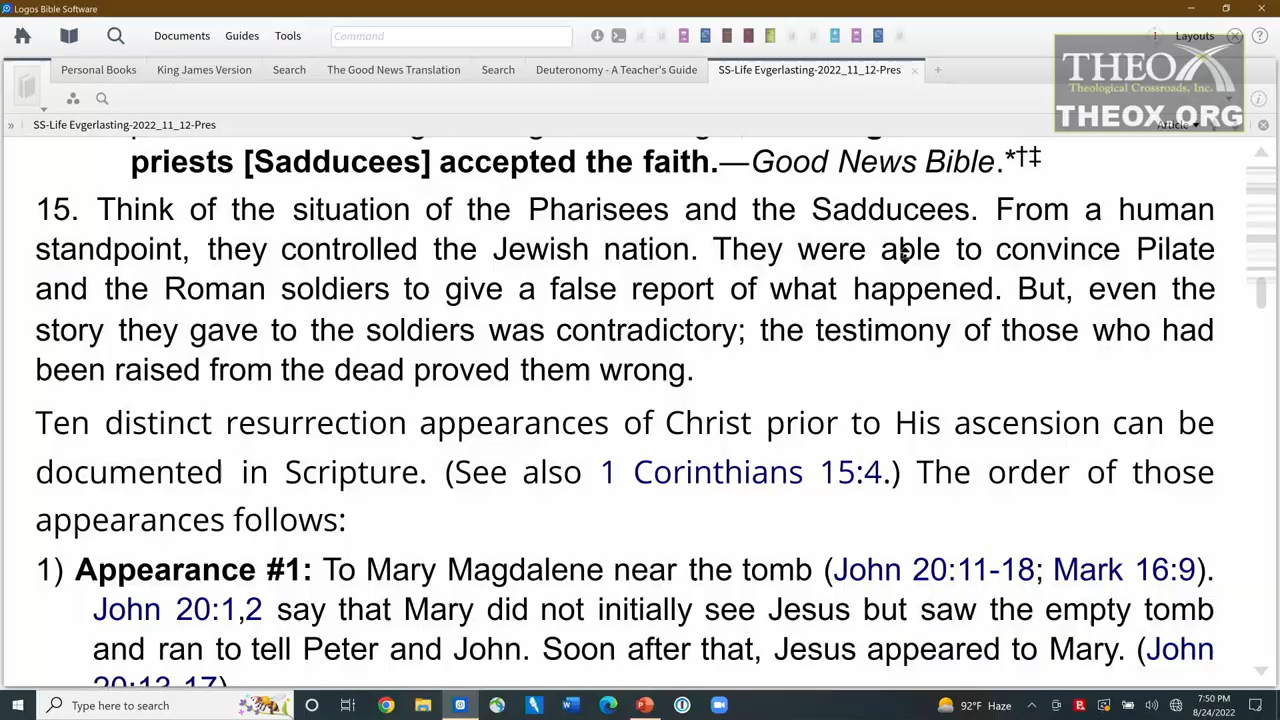 Logos Bible Software
Documents Guides Tools Command Layouts
THEOX
Theological Crossroads, Inc.
THEOX.ORG
Personal Books King James Version Search The Good News Translation Search Deuteronomy - A Teacher's Guide SS-Life Evgerlasting-2022_11_12-Pres
SS-Life Evgerlasting-2022_11_12-Pres Article
priests [Sadducees] accepted the faith.—Good News Bible.*†‡
15. Think of the situation of the Pharisees and the Sadducees. From a human
standpoint, they controlled the Jewish nation. They were able to convince Pilate
and the Roman soldiers to give a false report of what happened. But, even the
story they gave to the soldiers was contradictory; the testimony of those who had
been raised from the dead proved them wrong.
Ten distinct resurrection appearances of Christ prior to His ascension can be
documented in Scripture. (See also 1 Corinthians 15:4.) The order of those
appearances follows:
1) Appearance #1: To Mary Magdalene near the tomb (John 20:11-18; Mark 16:9).
John 20:1,2 say that Mary did not initially see Jesus but saw the empty tomb
and ran to tell Peter and John. Soon after that, Jesus appeared to Mary. (John
20:13-17)
Type here to search 92°F Haze 7:50 PM
8/24/2022